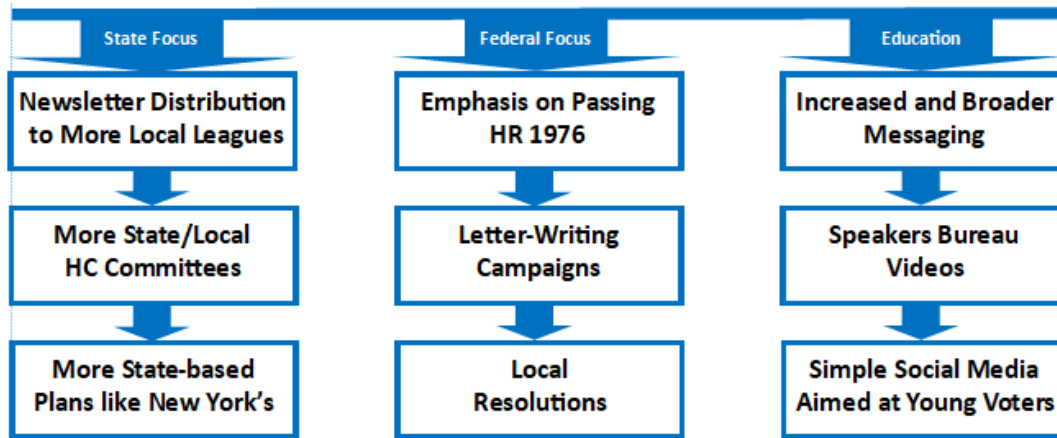 State Focus
Newsletter Distribution
to More Local Leagues
More State/Local
HC Committees
More State-based
Plans like New York's
Federal Focus
Emphasis on Passing
HR 1976
Letter-Writing
Campaigns
Local
Resolutions
Education
Increased and Broader
Messaging
Speakers Bureau
Videos
Simple Social Media
Aimed at Young Voters